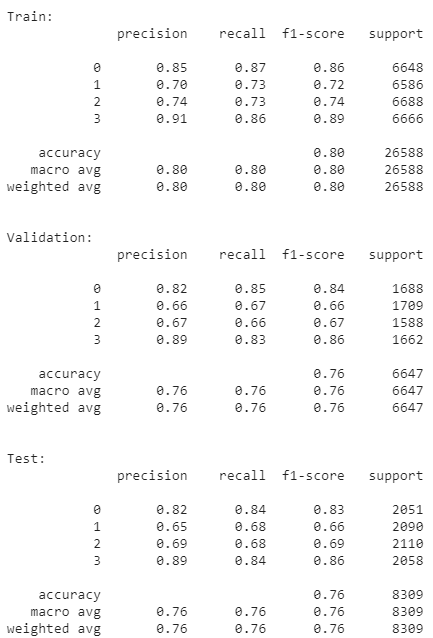 Train:
precision recall f1-score support
0 0.85 0.87 0.86 6648
1 0.70 0.73 0.72 6586
2 0.74 0.73 0.74 6688
3 0.91 0.86 0.89 6666
accuracy 0.80 26588
macro avg 0.80 0.80 0.80 26588
weighted avg 0.80 0.80 0.80 26588
Validation:
precision recall f1-score support
0 0.82 0.85 0.84 1688
1 0.66 0.67 0.66 1709
2 0.67 0.66 0.67 1588
3 0.89 0.83 0.86 1662
accuracy 0.76 6647
macro avg 0.76 0.76 0.76 6647
weighted avg 0.76 0.76 0.76 6647
Test:
precision recall f1-score support
0 0.82 0.84 0.83 2051
1 0.65 0.68 0.66 2090
2 0.69 0.68 0.69 2110
3 0.89 0.84 0.86 2058
accuracy 0.76 8309
macro avg 0.76 0.76 0.76 8309
weighted avg 0.76 0.76 0.76 8309